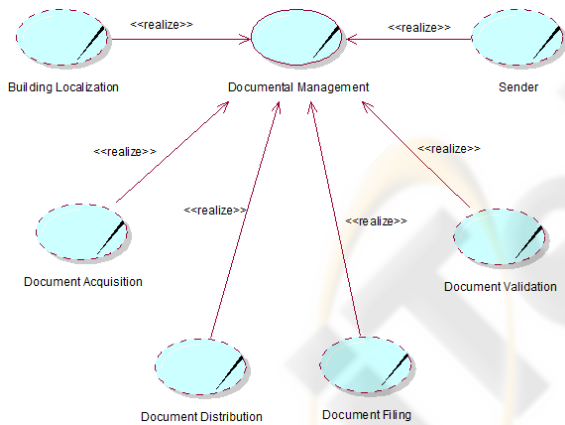 <<realize>>
<<realize>>
Building Localization
Documental Management
Sender
<<realize>>
<<realize>>
<<realize>>
<<realize>>
Document Acquisition
Document Validation
Document Distribution
Document Filing